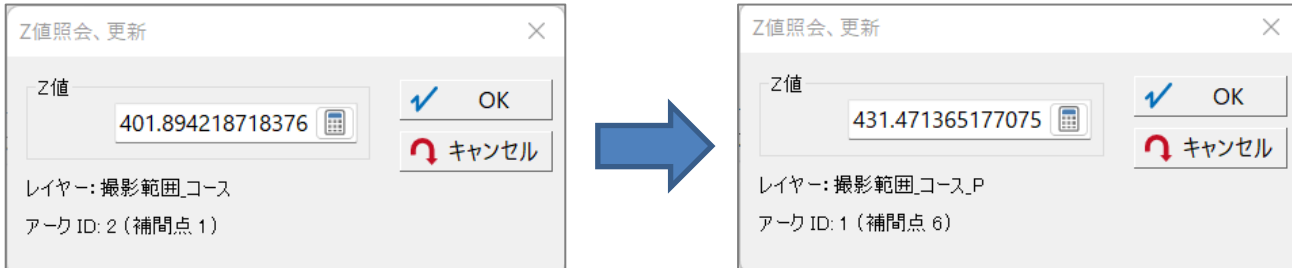 Z値照会、更新
Z値
401.894218718376
OK
キャンセル
レイヤー: 撮影範囲_コース
アーク ID: 2 (補間点 1)
Z値照会、更新
Z値
431.471365177075
OK
キャンセル
レイヤー: 撮影範囲_コース_P
アーク ID: 1 (補間点 6)